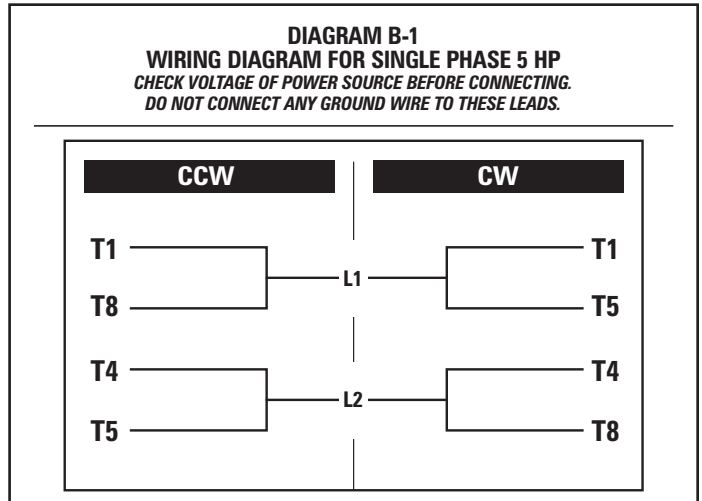 DIAGRAM B-1
WIRING DIAGRAM FOR SINGLE PHASE 5 HP
CHECK VOLTAGE OF POWER SOURCE BEFORE CONNECTING.
DO NOT CONNECT ANY GROUND WIRE TO THESE LEADS.
CCW CW
T1 T1
L1
T8 T5
T4 T4
L2
T5 T8